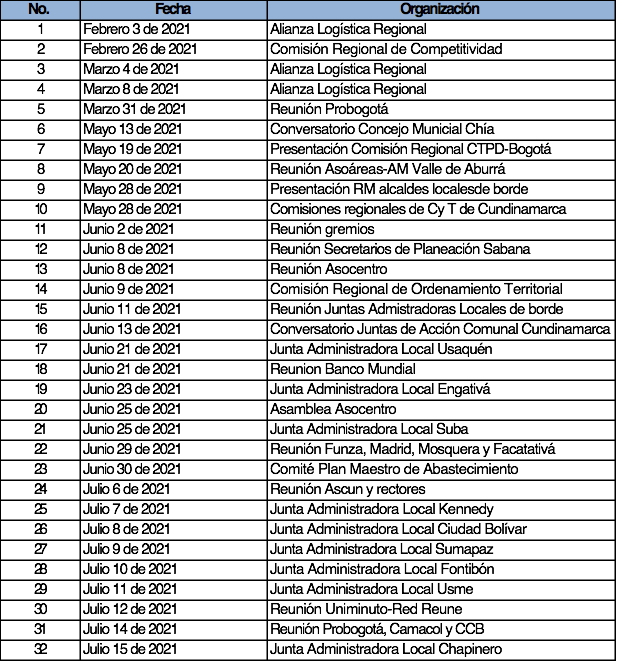 No. Fecha Organización
1 Febrero 3 de 2021 Alianza Logística Regional
2 Febrero 26 de 2021 Comisión Regional de Competitividad
3 Marzo 4 de 2021 Alianza Logística Regional
4 Marzo 8 de 2021 Alianza Logística Regional
5 Marzo 31 de 2021 Reunión Probogotá
6 Mayo 13 de 2021 Conversatorio Concejo Municial Chía
7 Mayo 19 de 2021 Presentación Comisión Regional CTPD-Bogotá
8 Mayo 20 de 2021 Reunión Asoáreas-AM Valle de Aburrá
9 Mayo 28 de 2021 Presentación RM alcaldes localesde borde
10 Mayo 28 de 2021 Comisiones regionales de Cy T de Cundinamarca
11 Junio 2 de 2021 Reunión gremios
12 Junio 8 de 2021 Reunión Secretarios de Planeación Sabana
13 Junio 8 de 2021 Reunión Asocentro
14 Junio 9 de 2021 Comisión Regional de Ordenamiento Territorial
15 Junio 11 de 2021 Reunión Juntas Admistradoras Locales de borde
16 Junio 13 de 2021 Conversatorio Juntas de Acción Comunal Cundinamarca
17 Junio 21 de 2021 Junta Administradora Local Usaquén
18 Junio 21 de 2021 Reunion Banco Mundial
19 Junio 23 de 2021 Junta Administradora Local Engativá
20 Junio 25 de 2021 Asamblea Asocentro
21 Junio 25 de 2021 Junta Administradora Local Suba
22 Junio 29 de 2021 Reunión Funza, Madrid, Mosquera y Facatativá
23 Junio 30 de 2021 Comité Plan Maestro de Abastecimiento
24 Julio 6 de 2021 Reunión Ascun y rectores
25 Julio 7 de 2021 Junta Administradora Local Kennedy
26 Julio 8 de 2021 Junta Administradora Local Ciudad Bolívar
27 Julio 9 de 2021 Junta Administradora Local Sumapaz
28 Julio 10 de 2021 Junta Administradora Local Fontibón
29 Julio 11 de 2021 Junta Administradora Local Usme
30 Julio 12 de 2021 Reunión Uniminuto-Red Reune
31 Julio 14 de 2021 Reunión Probogotá, Camacol y CCB
32 Julio 15 de 2021 Junta Administradora Local Chapinero